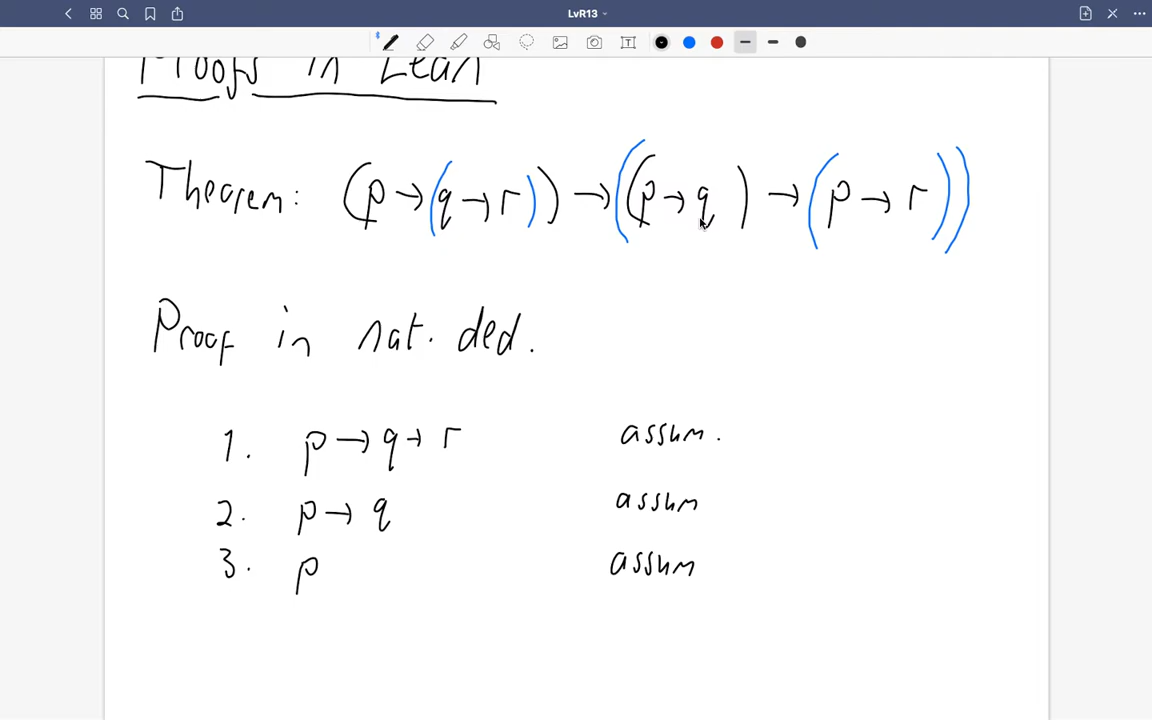 LvR13
Proofs in Lean
Theorem: (p → (q → r)) → ((p → q) → (p → r))
Proof in nat. ded.
1. p → q → r assum.
2. p → q assum
3. p assum